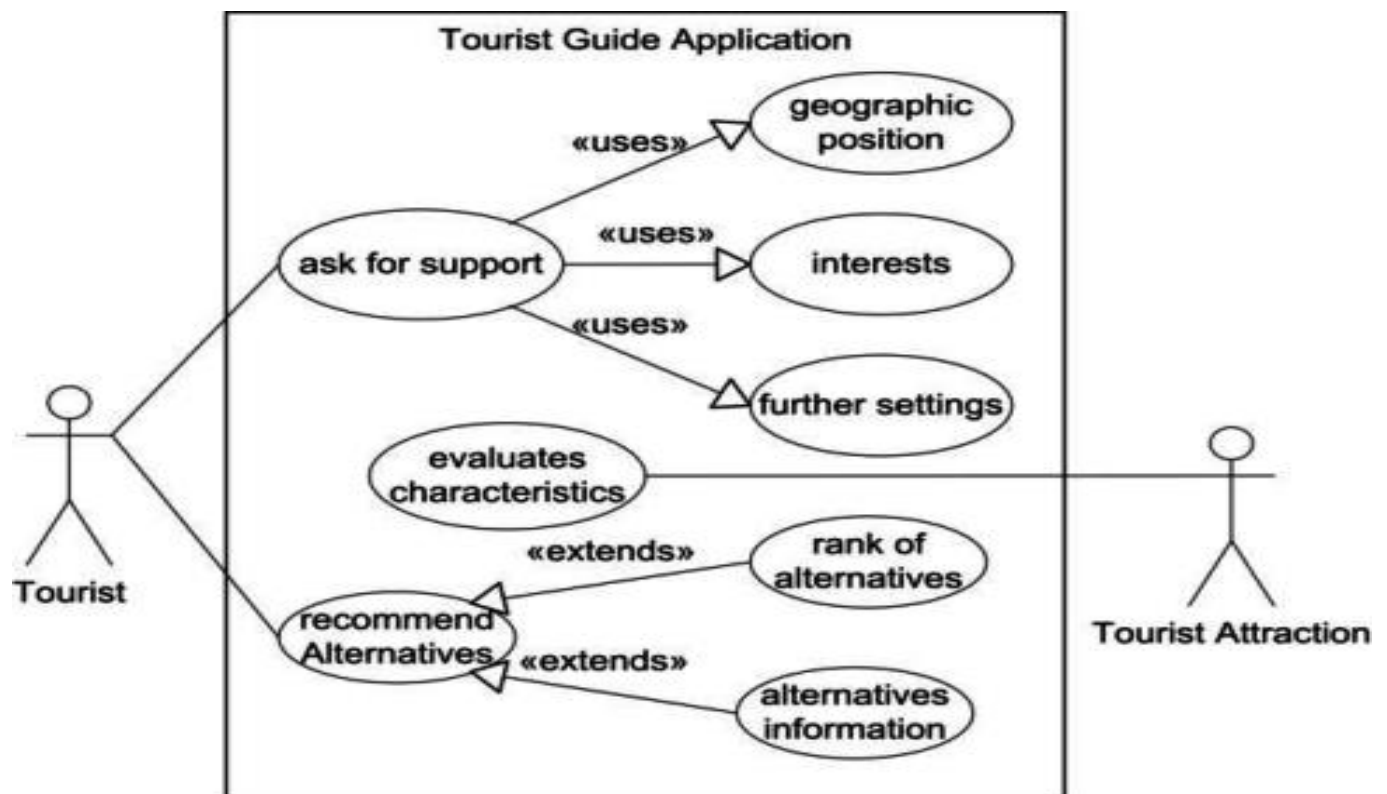 Tourist Guide Application
geographic
position
«uses»
«uses»
ask for support
interests
«uses»
further settings
evaluates
characteristics
«extends»
rank of
alternatives
Tourist
recommend
Alternatives
Tourist Attraction
«extends»
alternatives
information